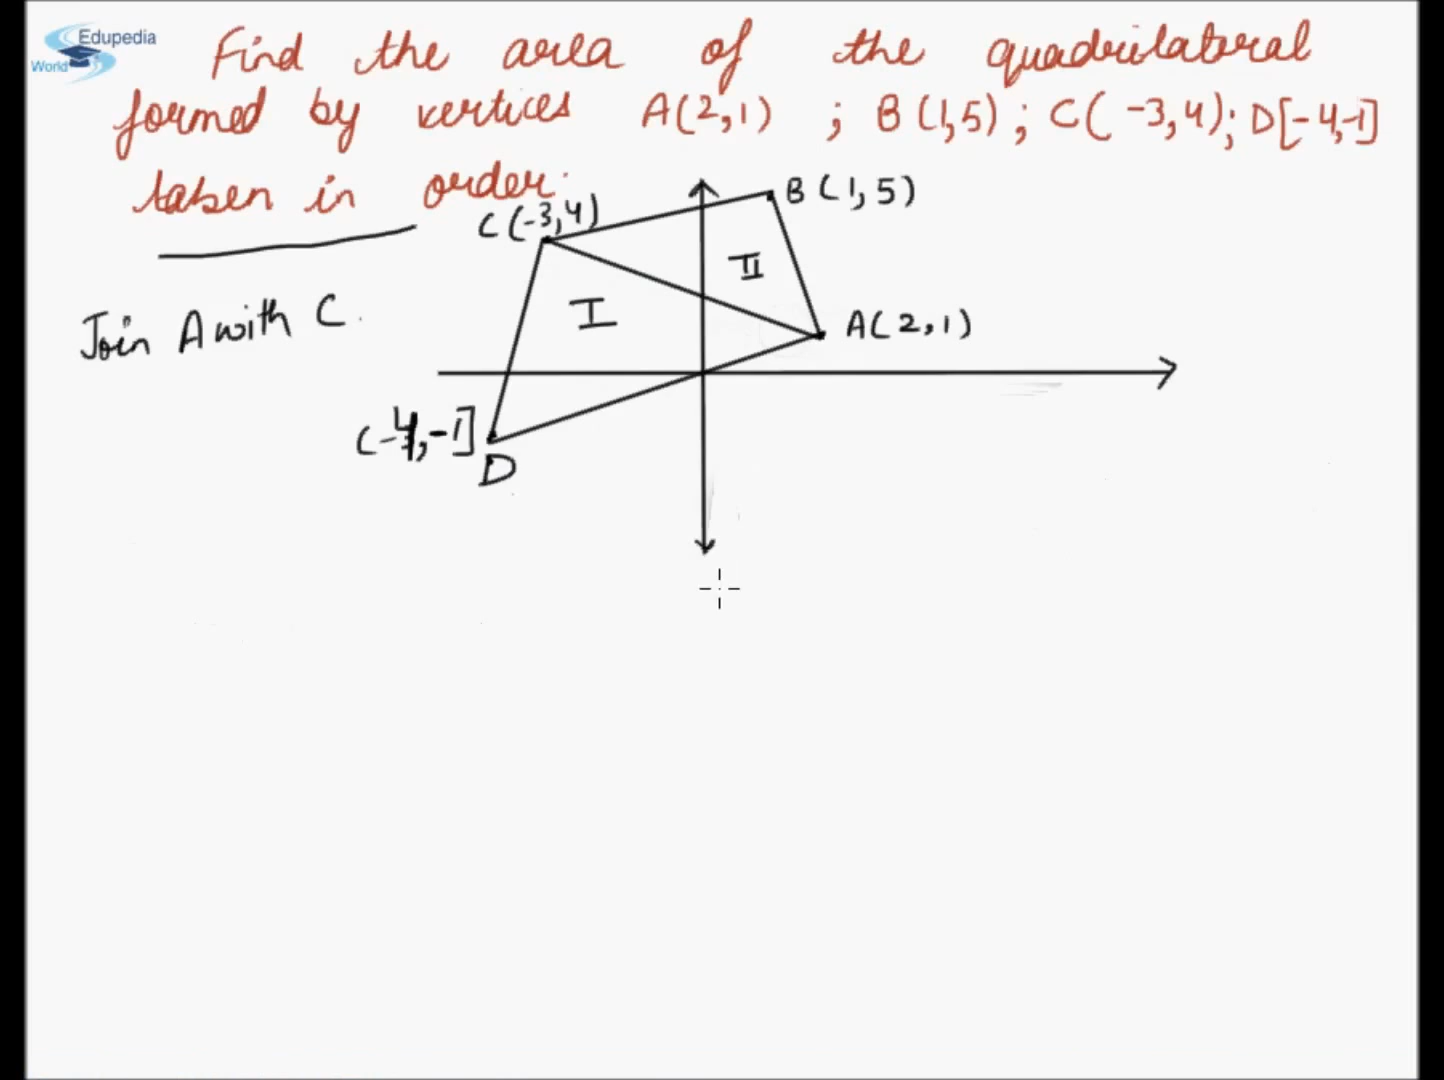 Edupedia
World
Find the area of the quadrilateral
formed by vertices A(2,1) ; B(1,5) ; C(-3,4); D[-4,-1]
taken in order.
B(1,5)
C(-3,4)
II
I
A(2,1)
Join A with C.
(-4,-1]
D